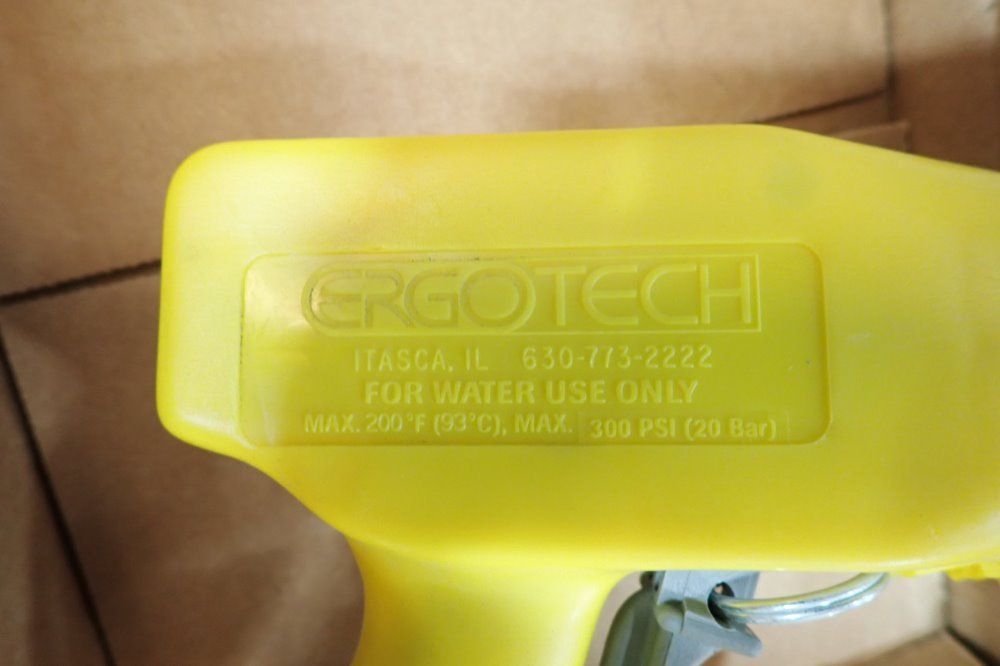 ERGOTECH
ITASCA, IL 630-773-2222
FOR WATER USE ONLY
MAX. 200°F (93°C), MAX. 300 PSI (20 Bar)